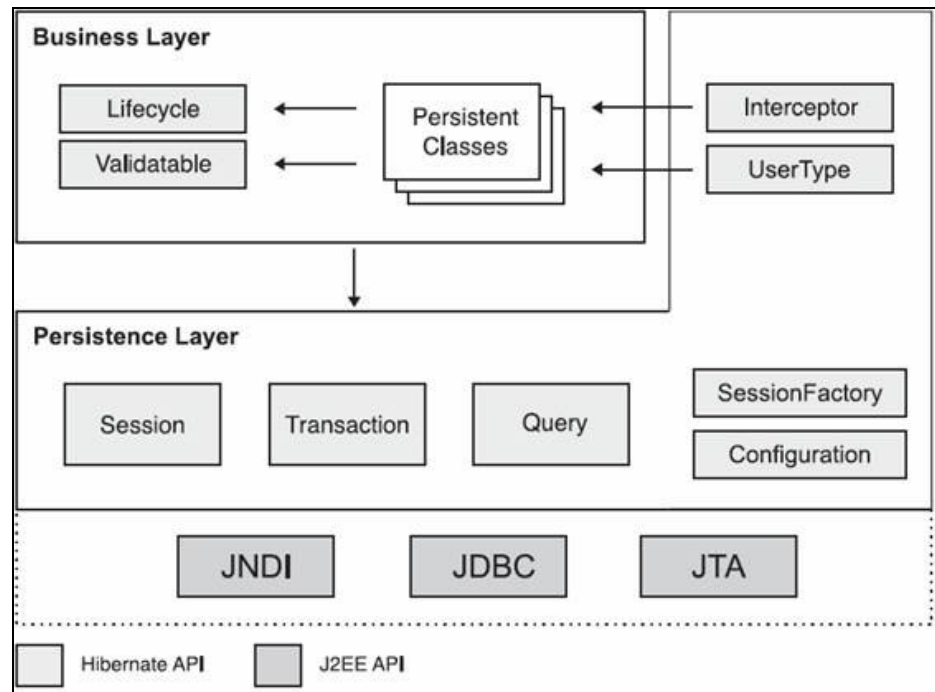 Business Layer
Lifecycle
Validatable
Persistent
Classes
Interceptor
UserType
Persistence Layer
Session
Transaction
Query
SessionFactory
Configuration
JNDI
JDBC
JTA
Hibernate API
J2EE API